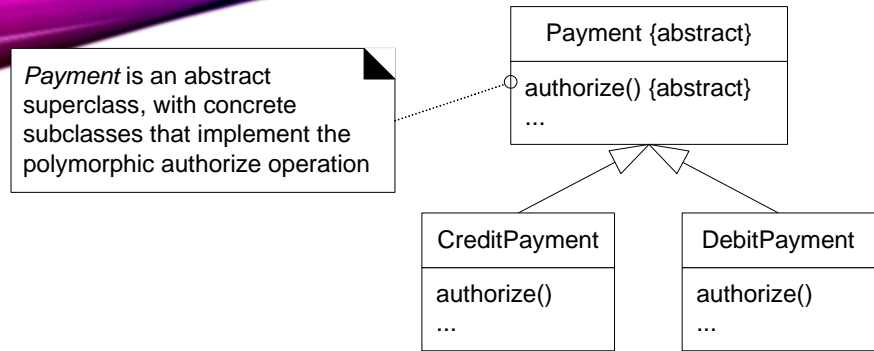 Payment {abstract}
authorize() {abstract}
...
Payment is an abstract
superclass, with concrete
subclasses that implement the
polymorphic authorize operation
CreditPayment
authorize()
...
DebitPayment
authorize()
...